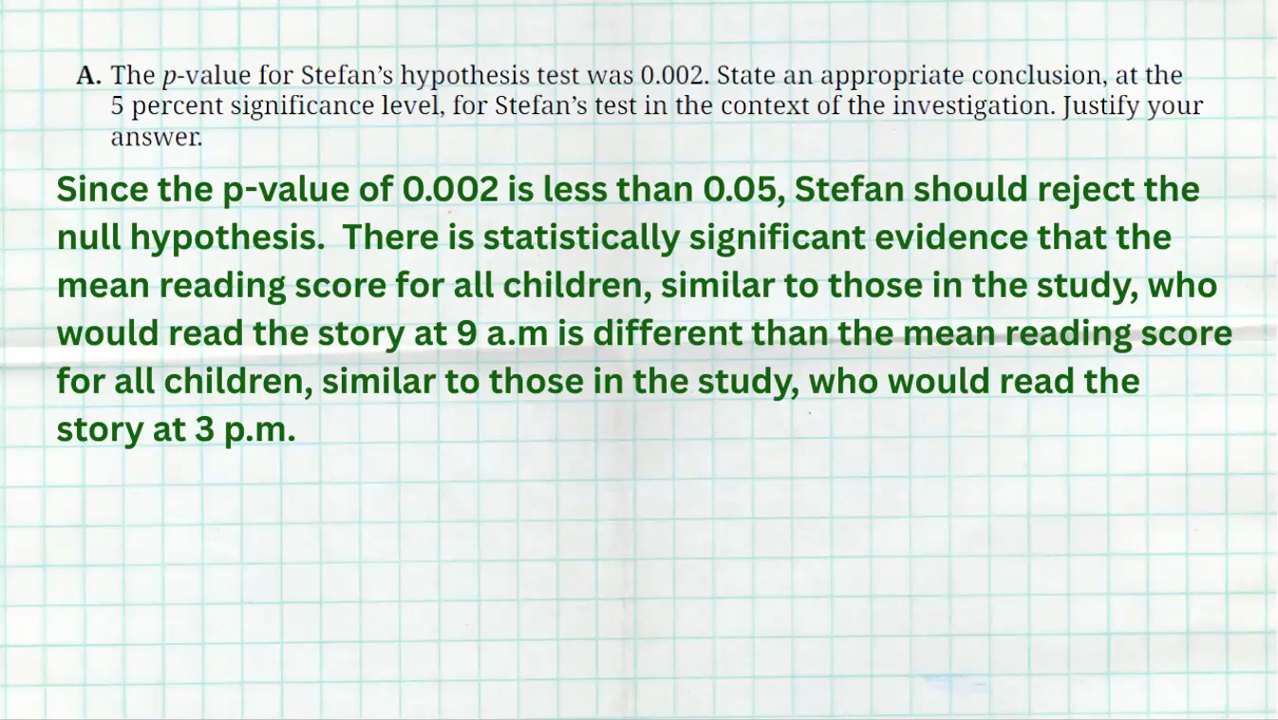 A. The p-value for Stefan’s hypothesis test was 0.002. State an appropriate conclusion, at the
5 percent significance level, for Stefan’s test in the context of the investigation. Justify your
answer.
Since the p-value of 0.002 is less than 0.05, Stefan should reject the
null hypothesis.  There is statistically significant evidence that the
mean reading score for all children, similar to those in the study, who
would read the story at 9 a.m is different than the mean reading score
for all children, similar to those in the study, who would read the
story at 3 p.m.